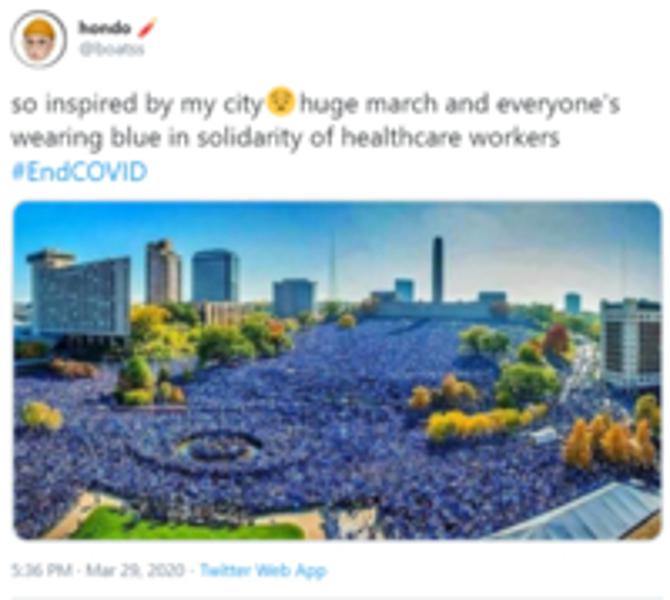 hondo
@boatss
so inspired by my city huge march and everyone's
wearing blue in solidarity of healthcare workers
#EndCOVID
5:36 PM · Mar 29, 2020 · Twitter Web App